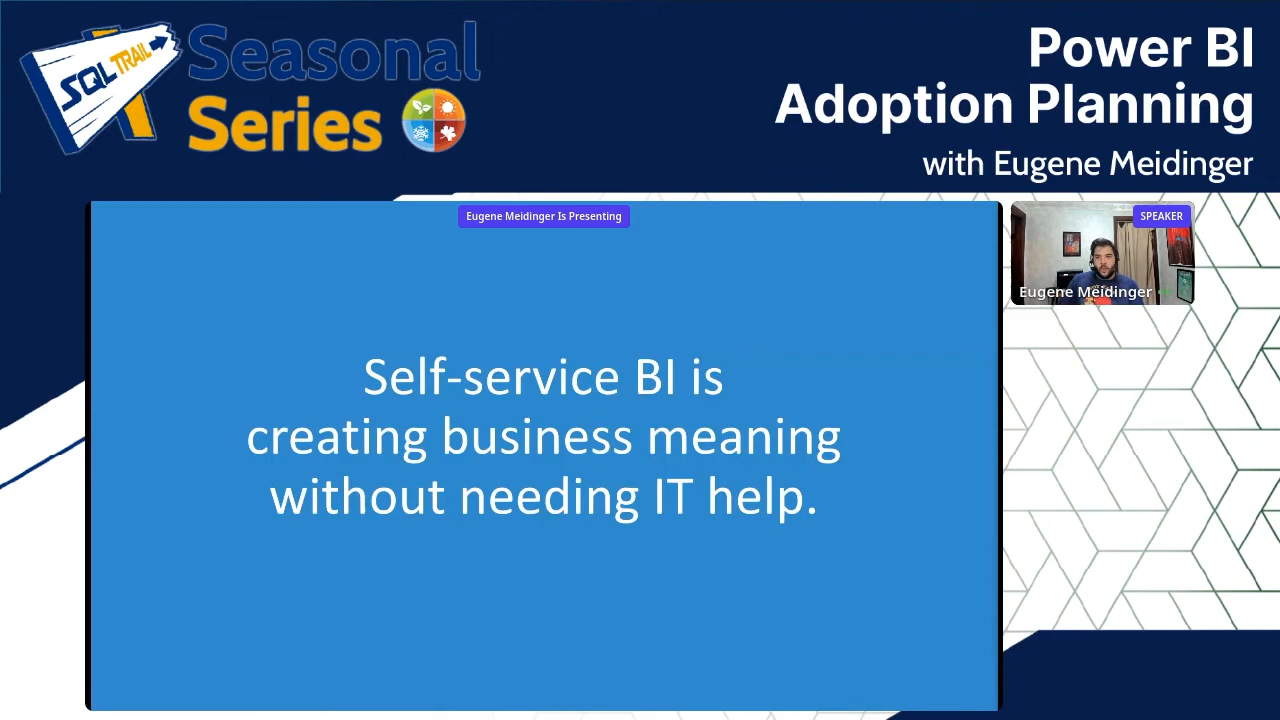 SQL TRAIL
Seasonal
Series
Power BI
Adoption Planning
with Eugene Meidinger
Eugene Meidinger Is Presenting
SPEAKER
Eugene Meidinger
Self-service BI is
creating business meaning
without needing IT help.